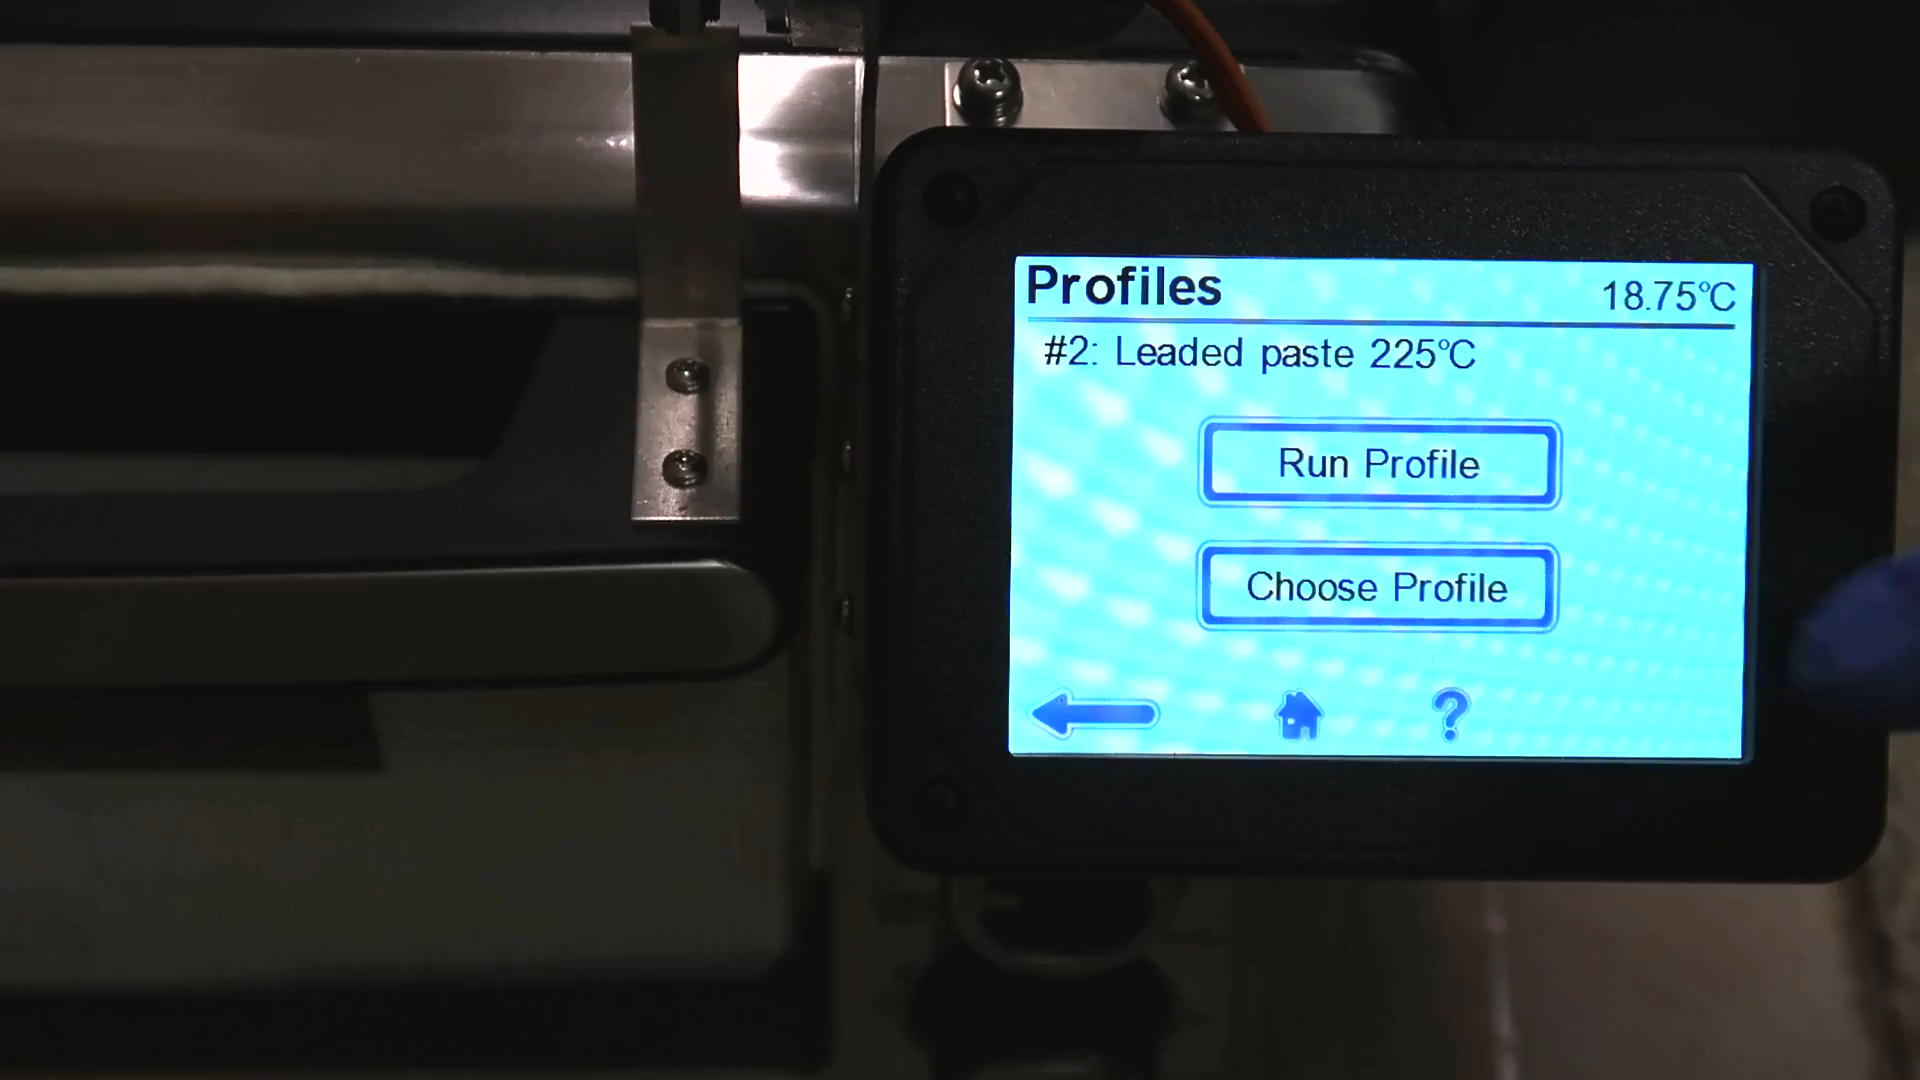 Profiles
18.75°C
#2: Leaded paste 225°C
Run Profile
Choose Profile
?